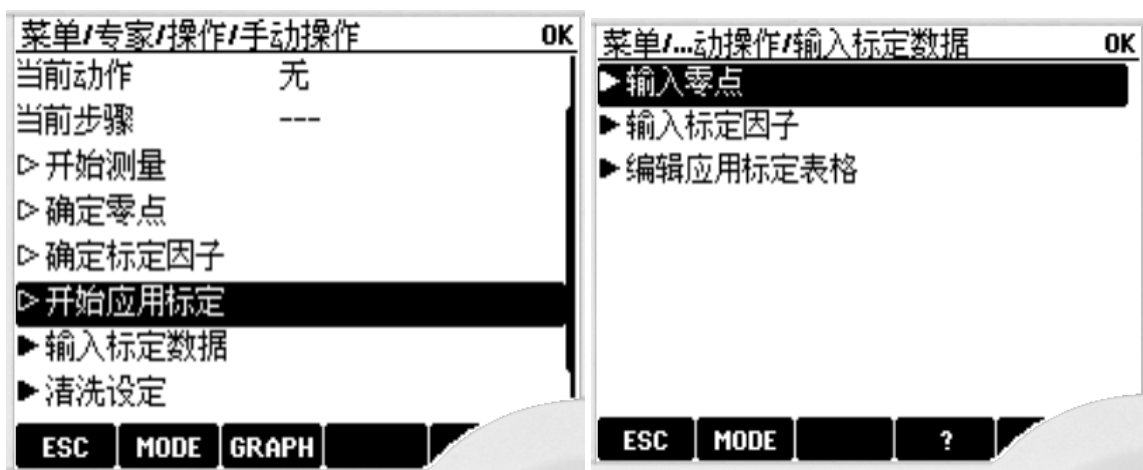 菜单/专家/操作/手动操作 OK
当前动作 无
当前步骤 ---
▷开始测量
▷确定零点
▷确定标定因子
▷开始应用标定
▶输入标定数据
▶清洗设定
ESC MODE GRAPH
菜单/...动操作/输入标定数据 OK
▶输入零点
▶输入标定因子
▶编辑应用标定表格
ESC MODE ?